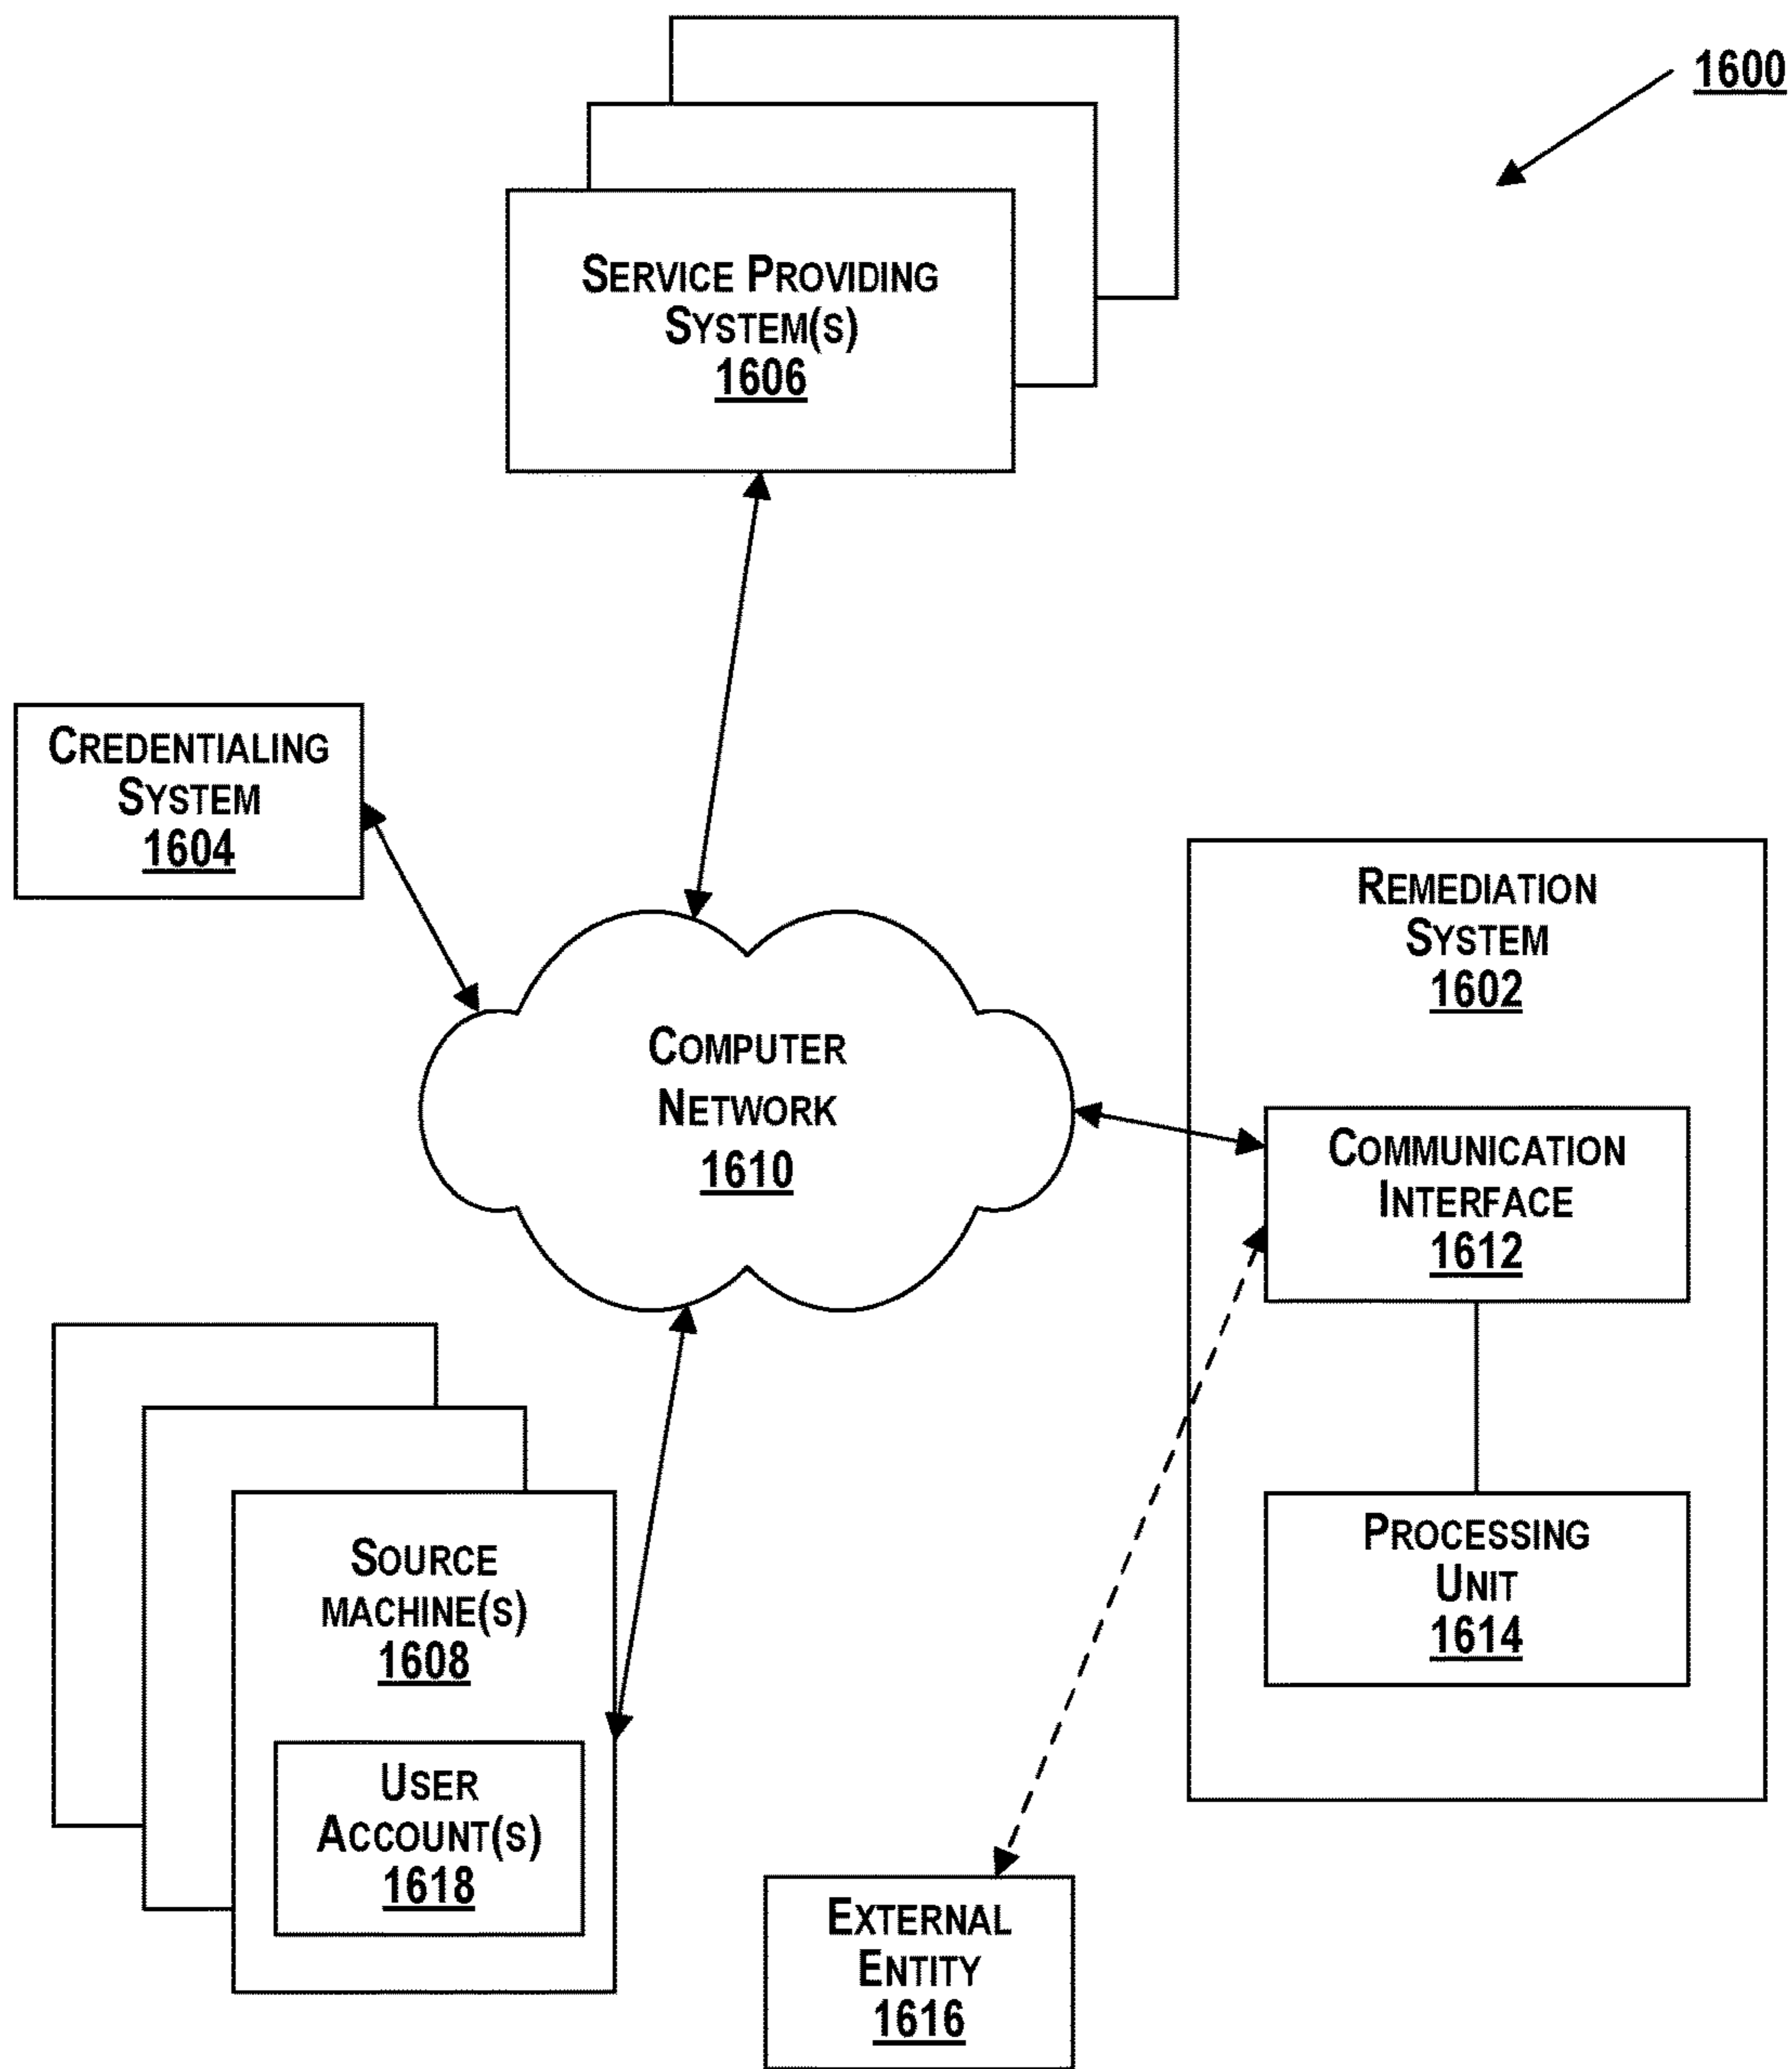 1600
SERVICE PROVIDING
SYSTEM(S)
1606
CREDENTIALING
SYSTEM
1604
REMEDIATION
SYSTEM
1602
COMPUTER
NETWORK
1610
COMMUNICATION
INTERFACE
1612
SOURCE
MACHINE(S)
1608
PROCESSING
UNIT
1614
USER
ACCOUNT(S)
1618
EXTERNAL
ENTITY
1616